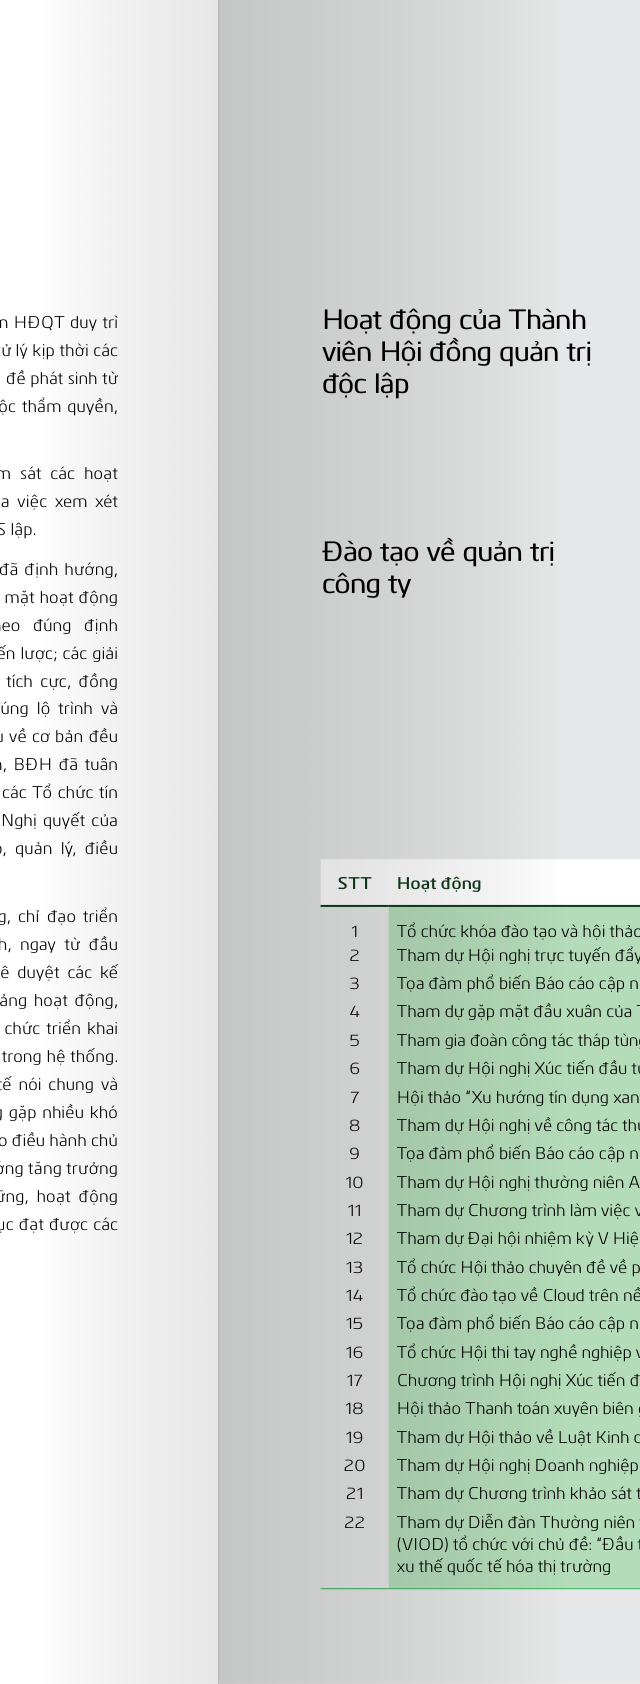 HĐQT duy trì
lý kịp thời các
đề phát sinh từ
thẩm quyền,
sát các hoạt
việc xem xét
lập.
đã định hướng,
mặt hoạt động
đúng định
lược; các giải
tích cực, đồng
lộ trình và
về cơ bản đều
BĐH đã tuân
các Tổ chức tín
Nghị quyết của
quản lý, điều
chỉ đạo triển
ngay từ đầu
duyệt các kế
hoạt động,
chức triển khai
trong hệ thống.
nói chung và
gặp nhiều khó
điều hành chủ
tăng trưởng
hoạt động
đạt được các
Hoạt động của Thành
viên Hội đồng quản trị
độc lập
Đào tạo về quản trị
công ty
STT Hoạt động
1 Tổ chức khóa đào tạo và hội thảo
2 Tham dự Hội nghị trực tuyến đẩy
3 Tọa đàm phổ biến Báo cáo cập
4 Tham dự gặp mặt đầu xuân của
5 Tham gia đoàn công tác tháp tùng
6 Tham dự Hội nghị Xúc tiến đầu
7 Hội thảo “Xu hướng tín dụng xanh
8 Tham dự Hội nghị về công tác
9 Tọa đàm phổ biến Báo cáo cập
10 Tham dự Hội nghị thường niên
11 Tham dự Chương trình làm việc
12 Tham dự Đại hội nhiệm kỳ V
13 Tổ chức Hội thảo chuyên đề về
14 Tổ chức đào tạo về Cloud trên
15 Tọa đàm phổ biến Báo cáo cập
16 Tổ chức Hội thi tay nghề nghiệp
17 Chương trình Hội nghị Xúc tiến
18 Hội thảo Thanh toán xuyên biên
19 Tham dự Hội thảo về Luật Kinh
20 Tham dự Hội nghị Doanh nghiệp
21 Tham dự Chương trình khảo sát
22 Tham dự Diễn đàn Thường niên
(VIOD) tổ chức với chủ đề: “Đầu
xu thế quốc tế hóa thị trường